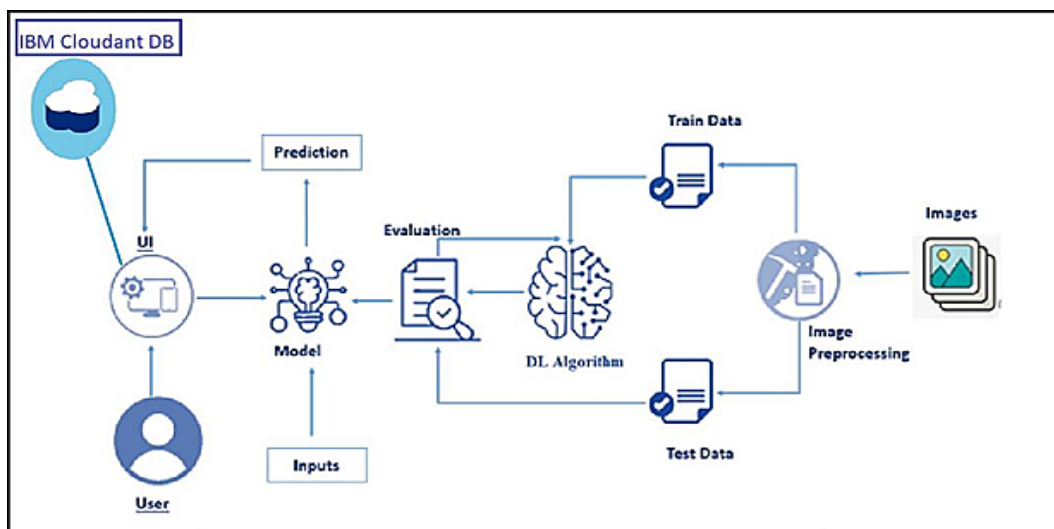 IBM Cloudant DB
Train Data
Prediction
Images
Evaluation
UI
Image
Preprocessing
Model
DL Algorithm
Test Data
Inputs
User